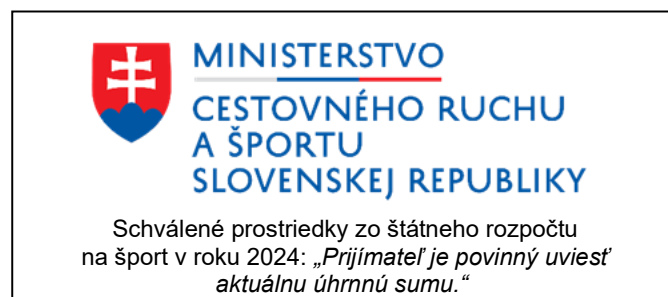 MINISTERSTVO
CESTOVNÉHO RUCHU
A ŠPORTU
SLOVENSKEJ REPUBLIKY
Schválené prostriedky zo štátneho rozpočtu
na šport v roku 2024: „Prijímateľ je povinný uviesť
aktuálnu úhrnnú sumu.“